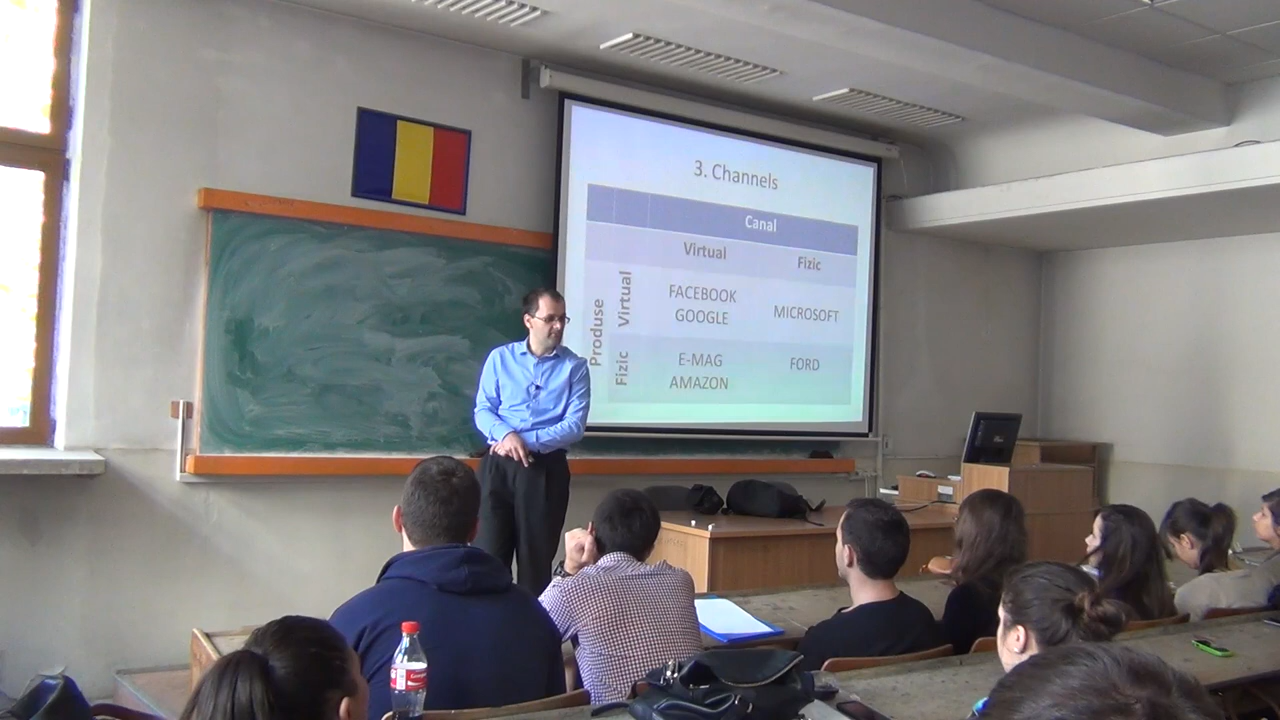 3. Channels
Canal
Virtual Fizic
Produse
Virtual
FACEBOOK
GOOGLE
MICROSOFT
Fizic
E-MAG
AMAZON
FORD